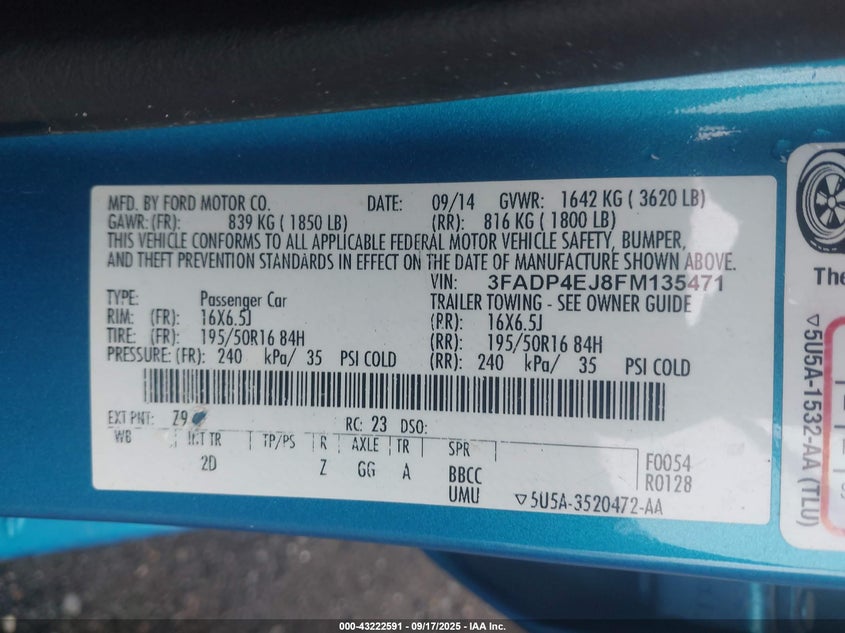 MFD. BY FORD MOTOR CO. DATE: 09/14 GVWR: 1642 KG ( 3620 LB)
GAWR: (FR): 839 KG ( 1850 LB) (RR): 816 KG ( 1800 LB)
THIS VEHICLE CONFORMS TO ALL APPLICABLE FEDERAL MOTOR VEHICLE SAFETY, BUMPER,
AND THEFT PREVENTION STANDARDS IN EFFECT ON THE DATE OF MANUFACTURE SHOWN ABOVE.
VIN: 3FADP4EJ8FM135471
TYPE: Passenger Car TRAILER TOWING - SEE OWNER GUIDE
RIM: (FR): 16X6.5J (RR): 16X6.5J
TIRE: (FR): 195/50R16 84H (RR): 195/50R16 84H
PRESSURE: (FR): 240 kPa/ 35 PSI COLD (RR): 240 kPa/ 35 PSI COLD
EXT PNT: Z9 RC: 23 DSO:
WB INT TR TP/PS R AXLE TR SPR
2D Z GG A BBCC F0054
UMU R0128
▽5U5A-3520472-AA
The
▽5U5A-1532-AA (TLU)
000-43222591 - 09/17/2025 - IAA Inc.